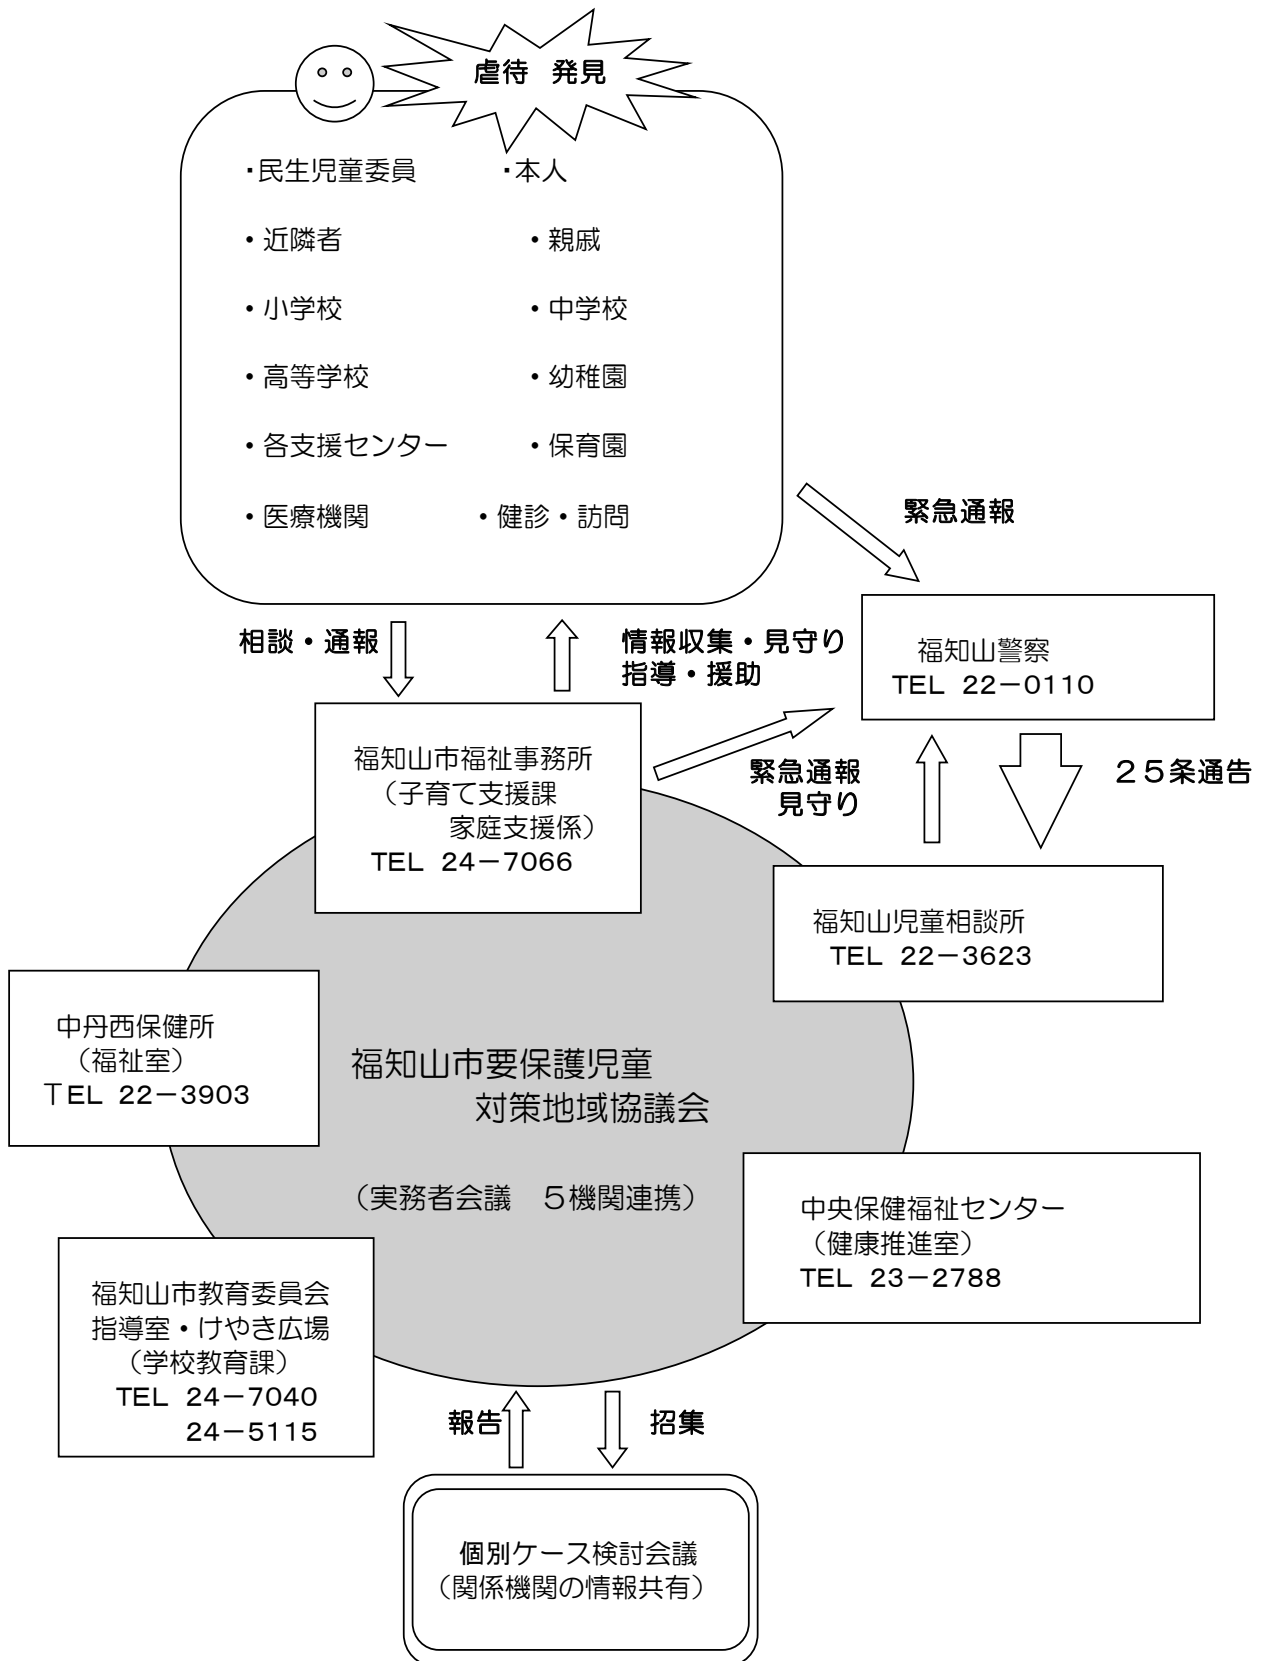 虐待　発見
・民生児童委員　・本人
・近隣者　・親戚
・小学校　・中学校
・高等学校　・幼稚園
・各支援センター　・保育園
・医療機関　・健診・訪問
緊急通報
相談・通報
情報収集・見守り
指導・援助
福知山警察
TEL 22－0110
福知山市福祉事務所
（子育て支援課
家庭支援係）
TEL 24－7066
緊急通報
見守り
２５条通告
福知山児童相談所
TEL 22－3623
中丹西保健所
（福祉室）
TEL 22－3903
福知山市要保護児童
対策地域協議会
（実務者会議　５機関連携）
中央保健福祉センター
（健康推進室）
TEL 23－2788
福知山市教育委員会
指導室・けやき広場
（学校教育課）
TEL 24－7040
24－5115
報告
招集
個別ケース検討会議
（関係機関の情報共有）